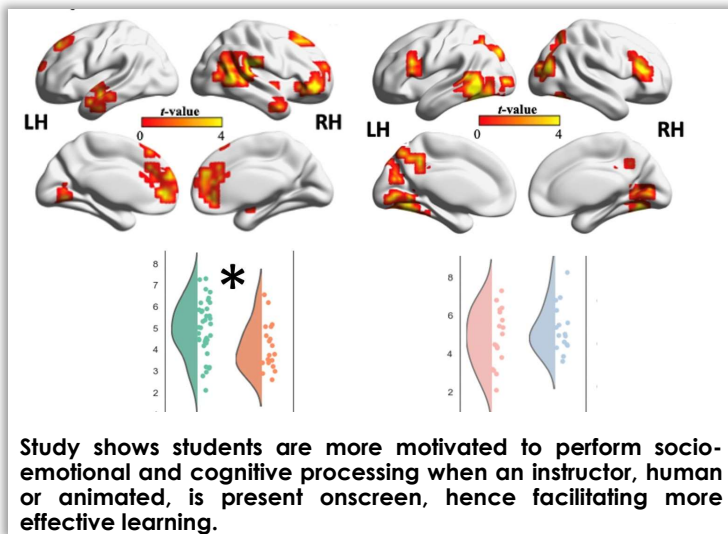 t-value
0 4
LH RH
t-value
0 4
LH RH
8
7
6
5
4
3
2
*
8
6
4
2
Study shows students are more motivated to perform socio-
emotional and cognitive processing when an instructor, human
or animated, is present onscreen, hence facilitating more
effective learning.